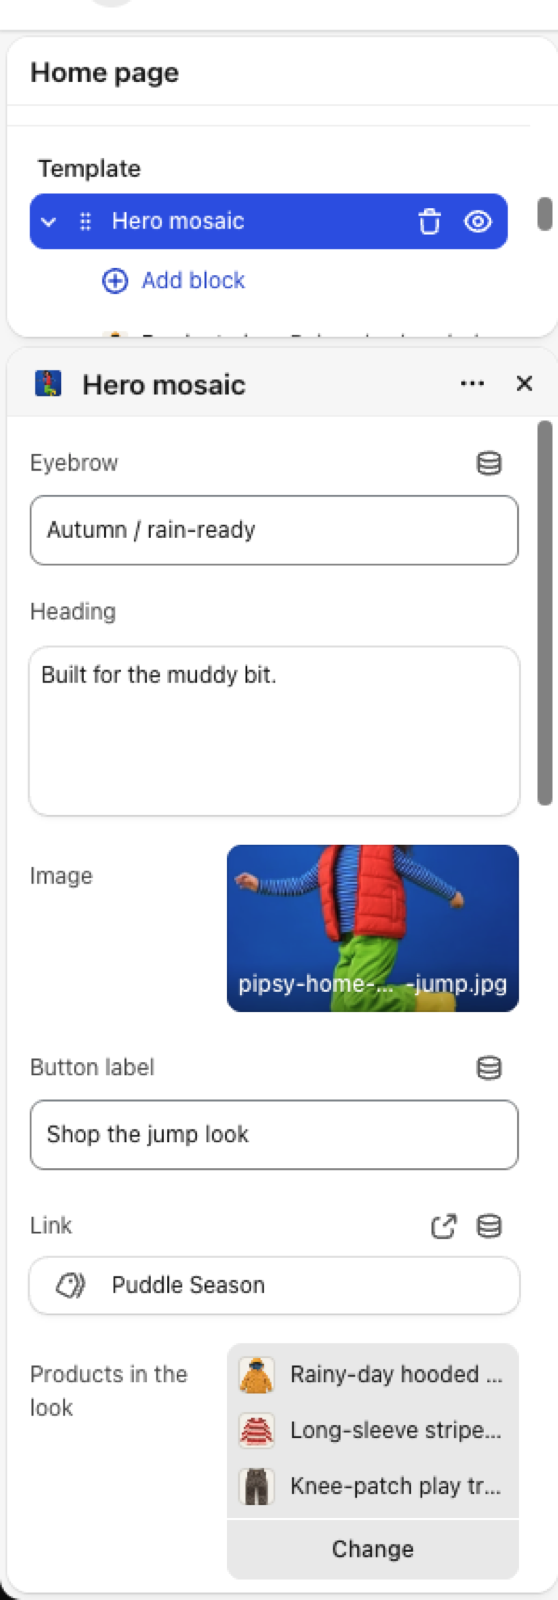 Home page
Template
Hero mosaic
Add block
Hero mosaic
Eyebrow
Autumn / rain-ready
Heading
Built for the muddy bit.
Image
pipsy-home-... -jump.jpg
Button label
Shop the jump look
Link
Puddle Season
Products in the
look
Rainy-day hooded ...
Long-sleeve stripe...
Knee-patch play tr...
Change